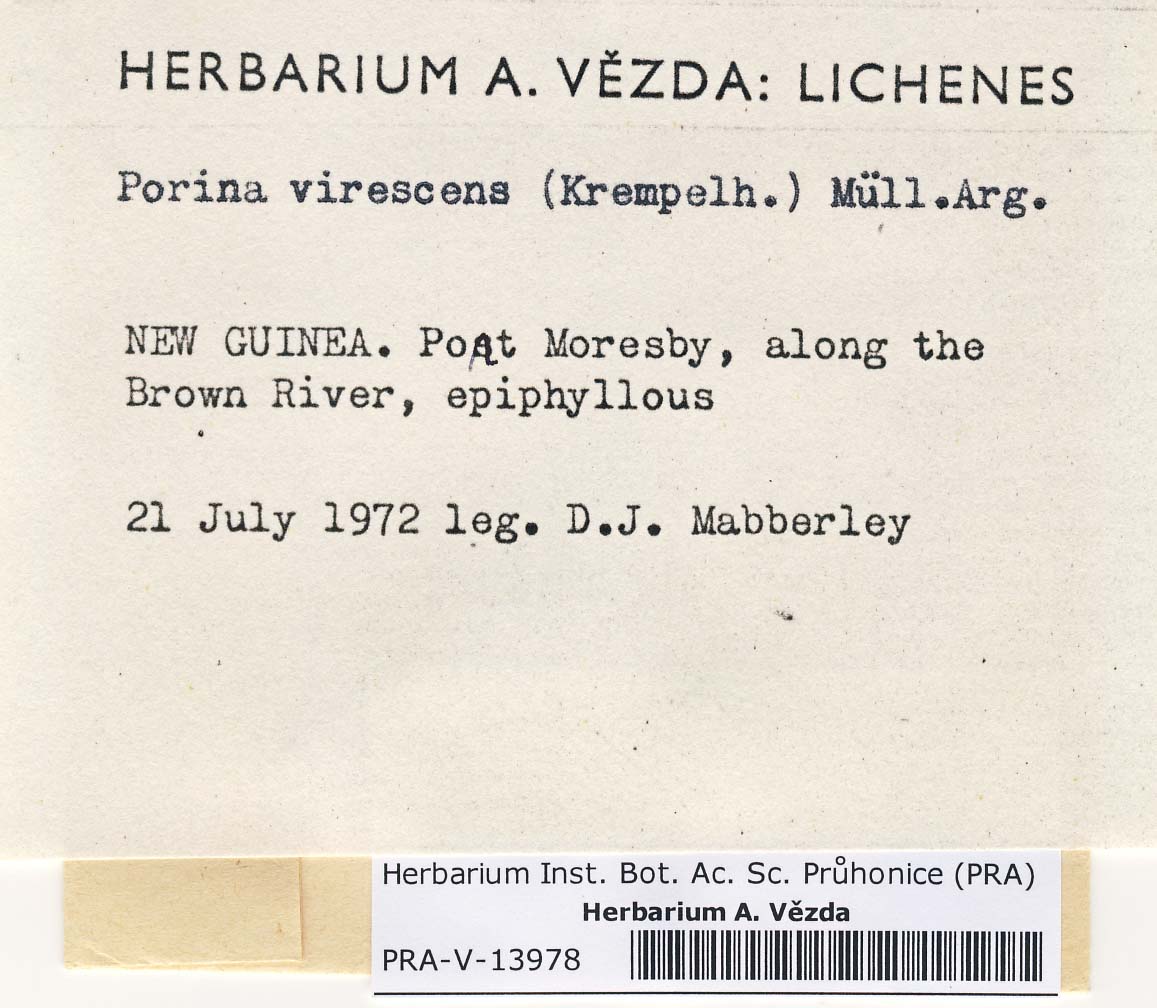 HERBARIUM A. VĚZDA: LICHENES
Porina virescens (Krempelh.) Müll.Arg.
NEW GUINEA. Port Moresby, along the
Brown River, epiphyllous
21 July 1972 leg. D.J. Mabberley
Herbarium Inst. Bot. Ac. Sc. Průhonice (PRA)
Herbarium A. Vězda
PRA-V-13978